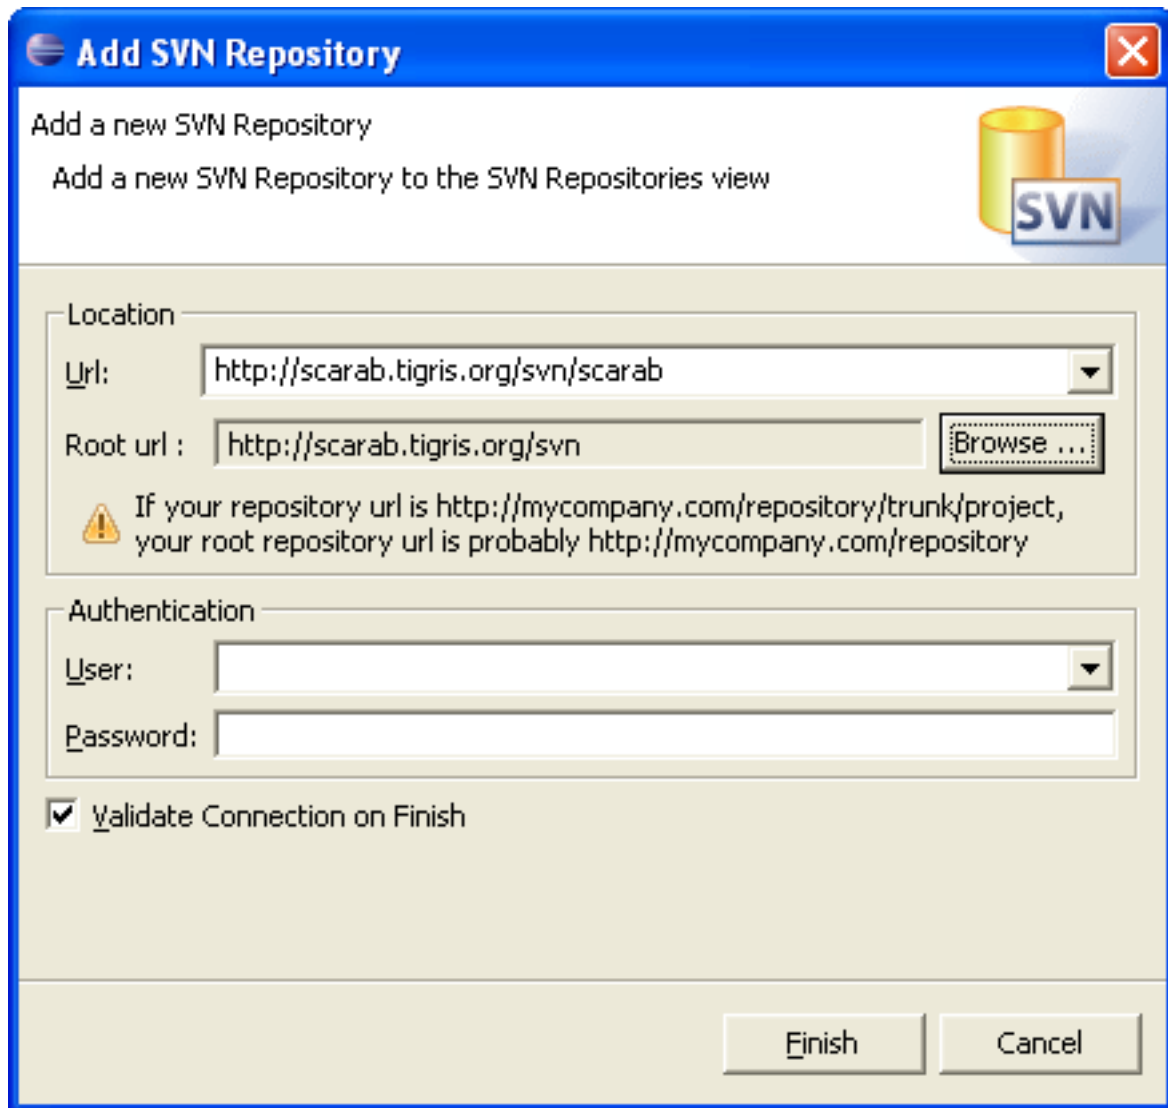 Add SVN Repository
Add a new SVN Repository
Add a new SVN Repository to the SVN Repositories view
SVN
Location
Url: http://scarab.tigris.org/svn/scarab
Root url : http://scarab.tigris.org/svn Browse ...
If your repository url is http://mycompany.com/repository/trunk/project,
your root repository url is probably http://mycompany.com/repository
Authentication
User:
Password:
Validate Connection on Finish
Finish Cancel